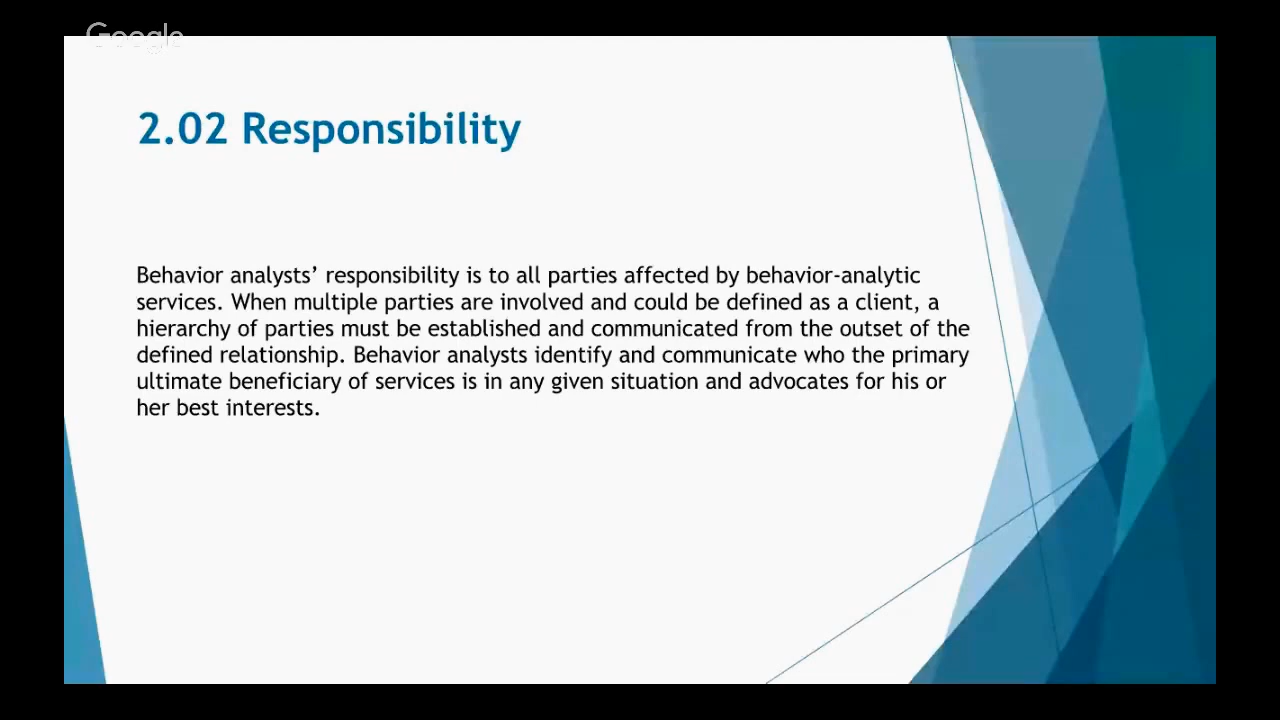 Google
2.02 Responsibility
Behavior analysts’ responsibility is to all parties affected by behavior-analytic
services. When multiple parties are involved and could be defined as a client, a
hierarchy of parties must be established and communicated from the outset of the
defined relationship. Behavior analysts identify and communicate who the primary
ultimate beneficiary of services is in any given situation and advocates for his or
her best interests.